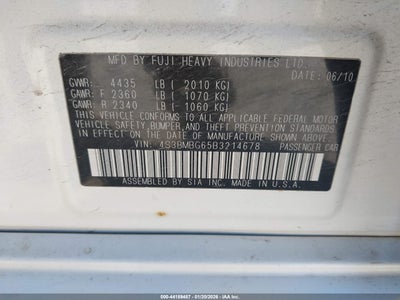 MFD BY FUJI HEAVY INDUSTRIES LTD.
DATE: 06/10
GVWR: 4435 LB ( 2010 KG)
GAWR: F 2360 LB ( 1070 KG)
GAWR: R 2340 LB ( 1060 KG)
THIS VEHICLE CONFORMS TO ALL APPLICABLE FEDERAL MOTOR
VEHICLE SAFETY, BUMPER, AND THEFT PREVENTION STANDARDS
IN EFFECT ON THE DATE OF MANUFACTURE SHOWN ABOVE.
VIN: 4S3BMBG65B3214678 PASSENGER CAR
ASSEMBLED BY SIA INC. MADE IN U.S.A.
000-44159467 01/20/2026 IAAI.COM